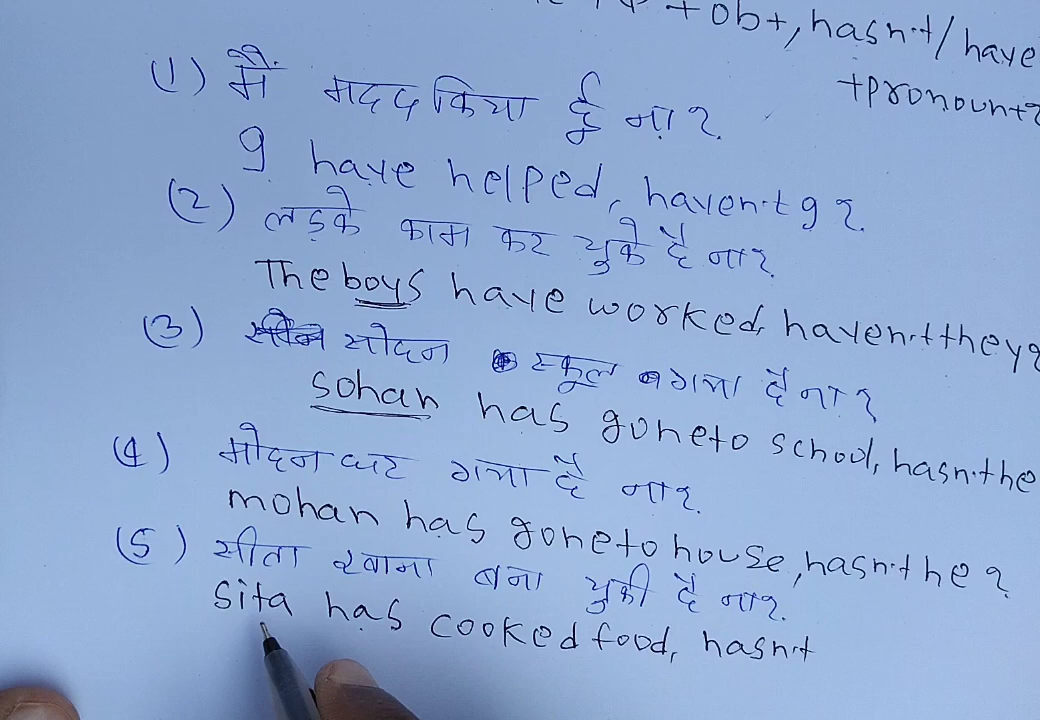 +ob+, hasn't/have
+pronoun+?
(1) मैं मदद किया हूँ ना?
I have helped, haven't I?
(2) लड़के काम कर चुके हैं ना?
The boys have worked, haven't they?
(3) सोहन स्कूल गया है ना?
sohan has gone to school, hasn't he
(4) मोहन घर गया है ना?
mohan has gone to house, hasn't he?
(5) सीता खाना बना चुकी है ना?
Sita has cooked food, hasn't